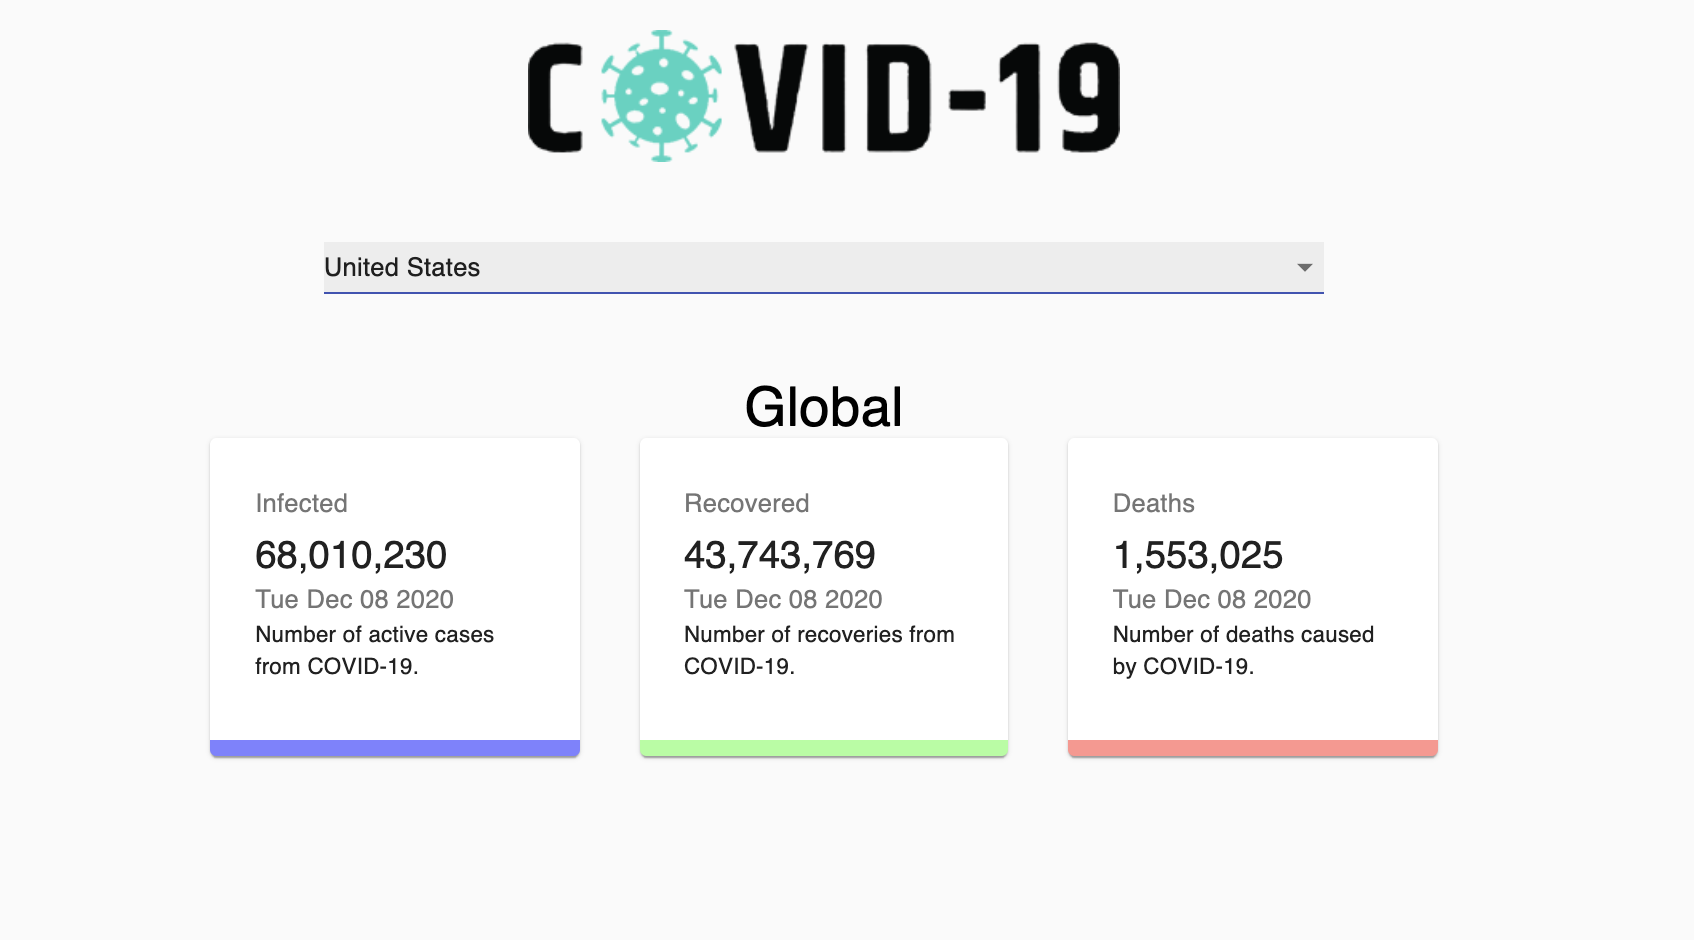 COVID-19
United States
Global
Infected
68,010,230
Tue Dec 08 2020
Number of active cases
from COVID-19.
Recovered
43,743,769
Tue Dec 08 2020
Number of recoveries from
COVID-19.
Deaths
1,553,025
Tue Dec 08 2020
Number of deaths caused
by COVID-19.